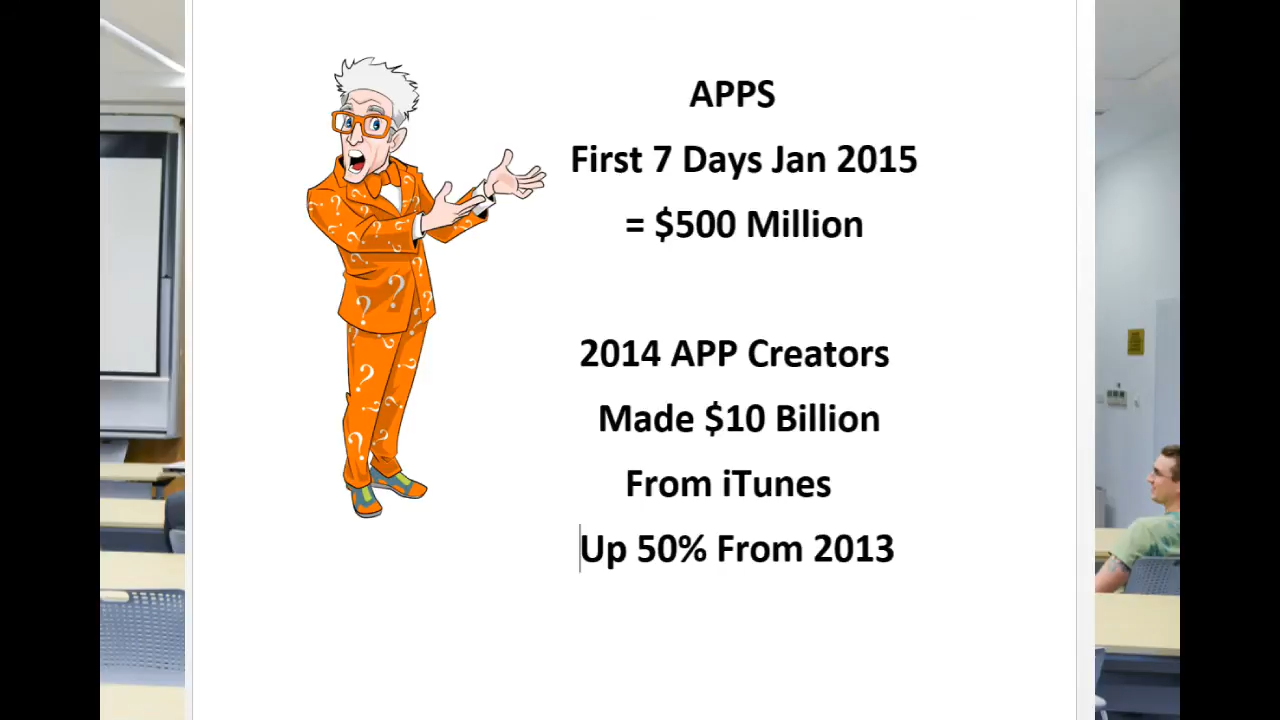 APPS
First 7 Days Jan 2015
= $500 Million
2014 APP Creators
Made $10 Billion
From iTunes
Up 50% From 2013